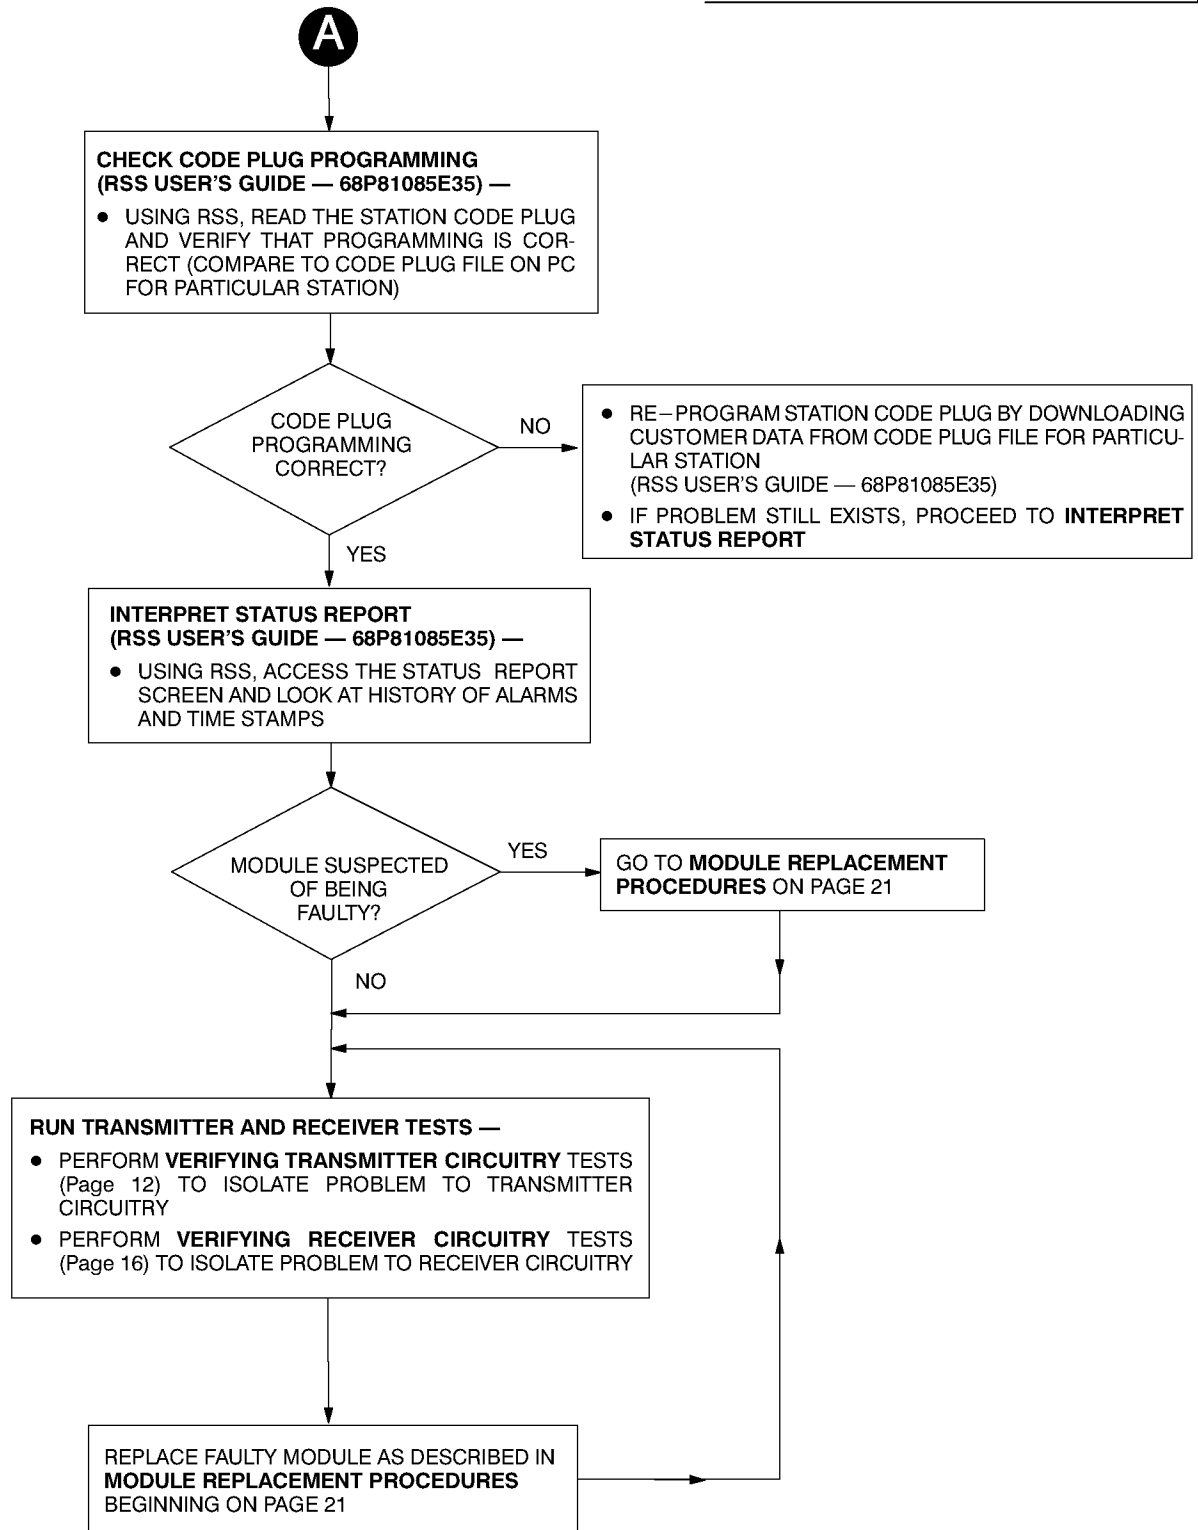 A
CHECK CODE PLUG PROGRAMMING
(RSS USER'S GUIDE — 68P81085E35) —
● USING RSS, READ THE STATION CODE PLUG
AND VERIFY THAT PROGRAMMING IS COR-
RECT (COMPARE TO CODE PLUG FILE ON PC
FOR PARTICULAR STATION)
CODE PLUG
PROGRAMMING
CORRECT?
NO
● RE–PROGRAM STATION CODE PLUG BY DOWNLOADING
CUSTOMER DATA FROM CODE PLUG FILE FOR PARTICU-
LAR STATION
(RSS USER'S GUIDE — 68P81085E35)
● IF PROBLEM STILL EXISTS, PROCEED TO INTERPRET
STATUS REPORT
YES
INTERPRET STATUS REPORT
(RSS USER'S GUIDE — 68P81085E35) —
● USING RSS, ACCESS THE STATUS REPORT
SCREEN AND LOOK AT HISTORY OF ALARMS
AND TIME STAMPS
MODULE SUSPECTED
OF BEING
FAULTY?
YES
GO TO MODULE REPLACEMENT
PROCEDURES ON PAGE 21
NO
RUN TRANSMITTER AND RECEIVER TESTS —
● PERFORM VERIFYING TRANSMITTER CIRCUITRY TESTS
(Page 12) TO ISOLATE PROBLEM TO TRANSMITTER
CIRCUITRY
● PERFORM VERIFYING RECEIVER CIRCUITRY TESTS
(Page 16) TO ISOLATE PROBLEM TO RECEIVER CIRCUITRY
REPLACE FAULTY MODULE AS DESCRIBED IN
MODULE REPLACEMENT PROCEDURES
BEGINNING ON PAGE 21